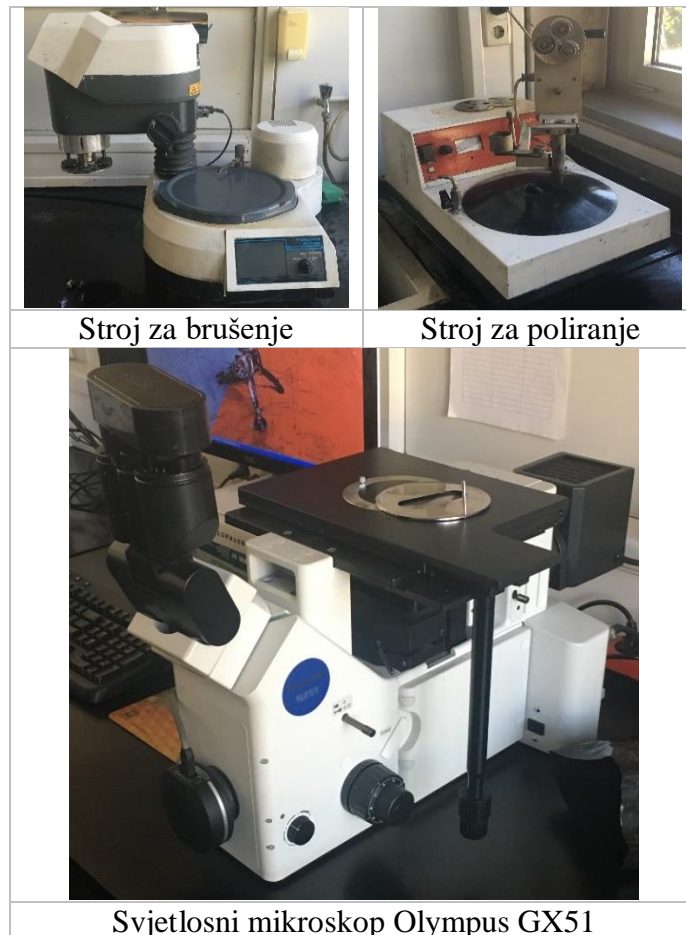 Stroj za brušenje
Stroj za poliranje
Svjetlosni mikroskop Olympus GX51